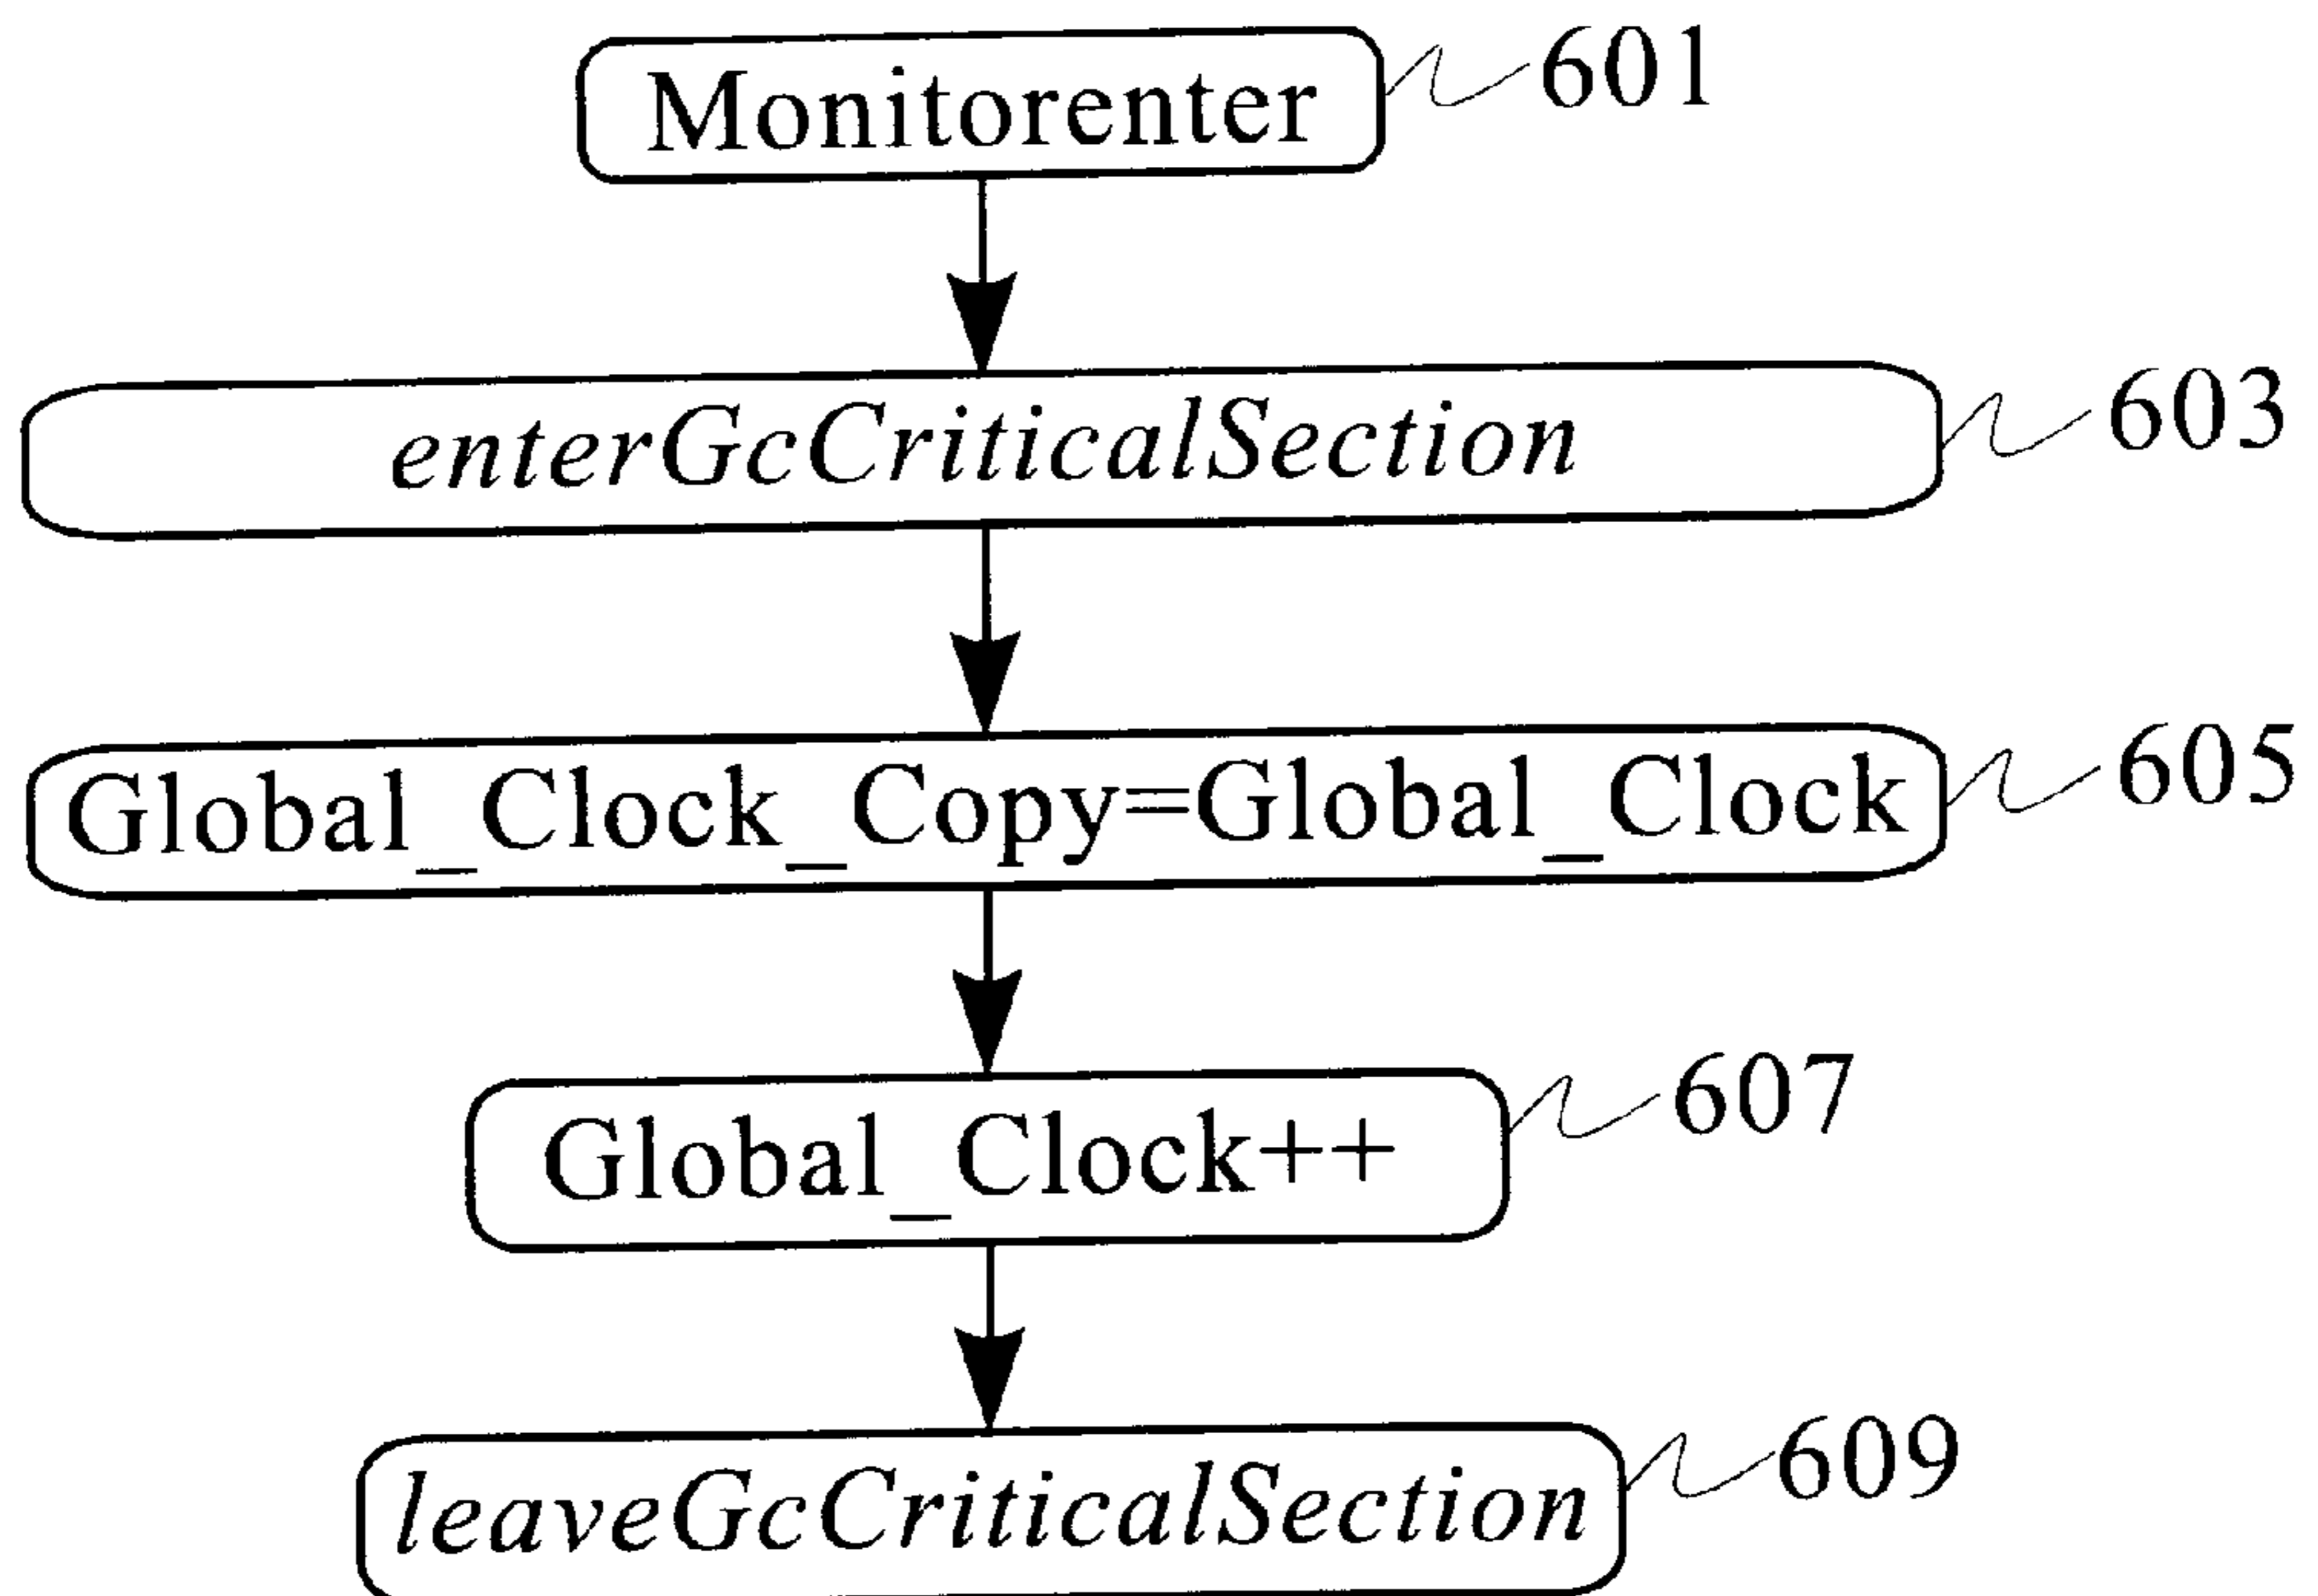 Monitorenter 601
enterGcCriticalSection 603
Global_Clock_Copy=Global_Clock 605
Global_Clock++ 607
leaveGcCriticalSection 609